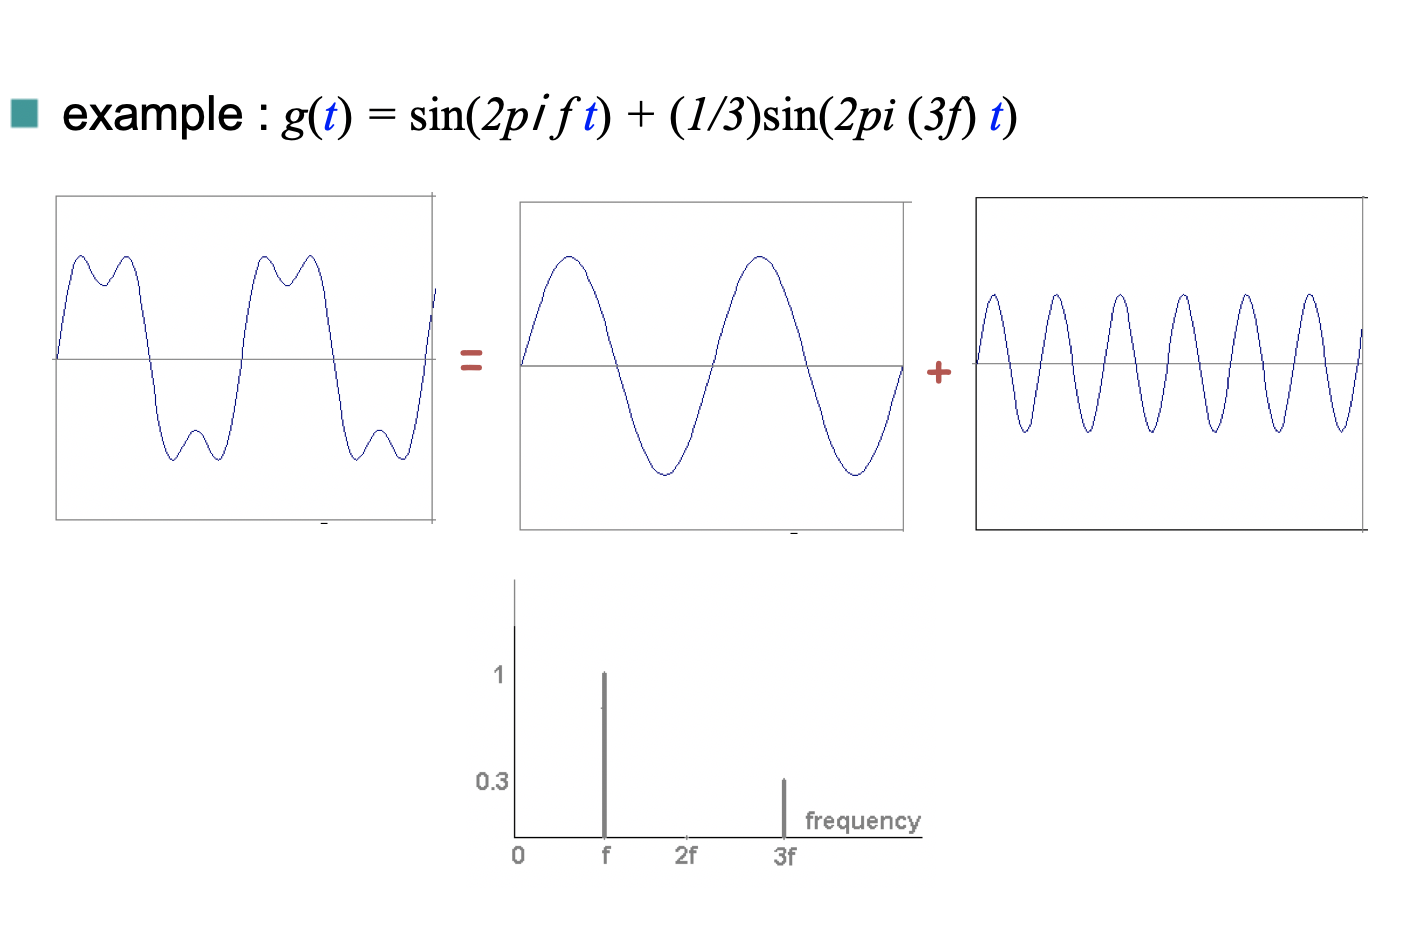 example : g(t) = sin(2pi f t) + (1/3)sin(2pi (3f) t)
=
+
1
0.3
frequency
0 f 2f 3f